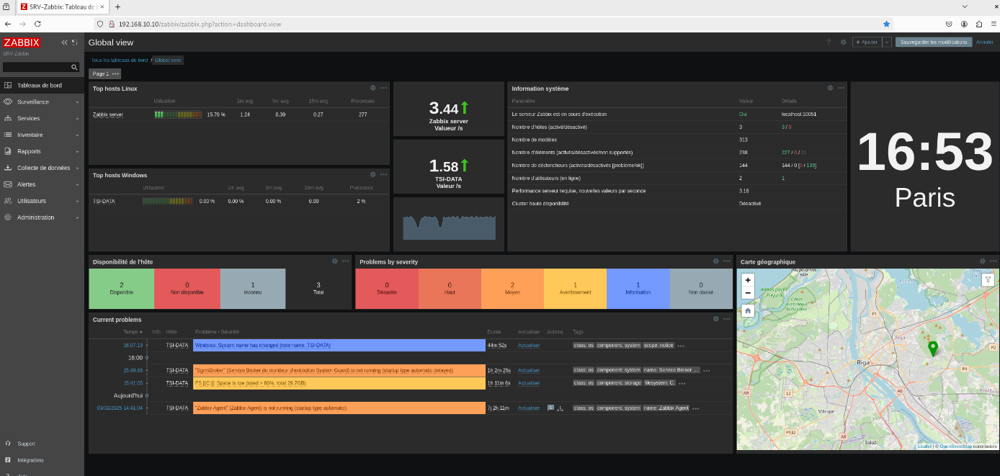 SRV-Zabbix: Tableau de b
192.168.10.10/zabbix/zabbix.php?action=dashboard.view
ZABBIX
SRV-Zabbix
Tableaux de bord
Surveillance
Services
Inventaire
Rapports
Collecte de données
Alertes
Utilisateurs
Administration
Support
Intégrations
Global view
? + Ajouter Sauvegarder les modifications Annuler
Tous les tableaux de bord / Global view
Page 1
Top hosts Linux
Utilization 1m avg 5m avg 15m avg Processes
Zabbix server 15.70 % 1.24 0.39 0.27 277
Top hosts Windows
Utilization 1m avg 5m avg 15m avg Processes
TSI-DATA 0.00 % 0.00 % 0.00 % 0.00 2 %
3.44
Zabbix server
Valueur /s
1.58
TSI-DATA
Valeur /s
Information système
Paramètre Valeur Détails
Le serveur Zabbix est en cours d'exécution Oui localhost:10051
Nombre d'hôtes (activé/désactivé) 3 3 / 0
Nombre de modèles 313
Nombre d'éléments (activés/désactivés/non supportés) 238 227 / 0 / 11
Nombre de déclencheurs (activés/désactivés [problème/ok]) 144 144 / 0 [5 / 139]
Nombre d'utilisateurs (en ligne) 2 1
Performance serveur requise, nouvelles valeurs par seconde 3.16
Cluster haute disponibilité Désactivé
16:53
Paris
Disponibilité de l'hôte
2 Disponible
0 Non disponible
1 Inconnu
3 Total
Problems by severity
0 Désastre
0 Haut
2 Moyen
1 Avertissement
1 Information
0 Non classé
Current problems
Temps Info Hôte Problème • Sévérité Durée Actualiser Actions Tags
16:07:19 TSI-DATA Windows: System name has changed (new name: TSI-DATA) 44m 52s Actualiser class: os component: system scope: notice
16:00
15:49:46 TSI-DATA "SgrmBroker" (Service Broker du moniteur d'exécution System Guard) is not running (startup type automatic delayed) 1h 2m 25s Actualiser class: os component: system name: Service Broker ...
15:41:05 TSI-DATA FS [(C:)]: Space is low (used > 80%, total 29.7GB) 1h 11m 6s Actualiser class: os component: storage filesystem: C:
Aujourd'hui
03/02/2025 14:41:04 TSI-DATA "Zabbix Agent" (Zabbix Agent) is not running (startup type automatic) 7j 2h 11m Actualiser 1 class: os component: system name: Zabbix Agent
Carte géographique
+
−
P1
Rīga
Rīga
P4
P5
A9
L2
A6
A4
Mārupe
P132
A8
A7
Baloži
Leaflet | © OpenStreetMap contributors